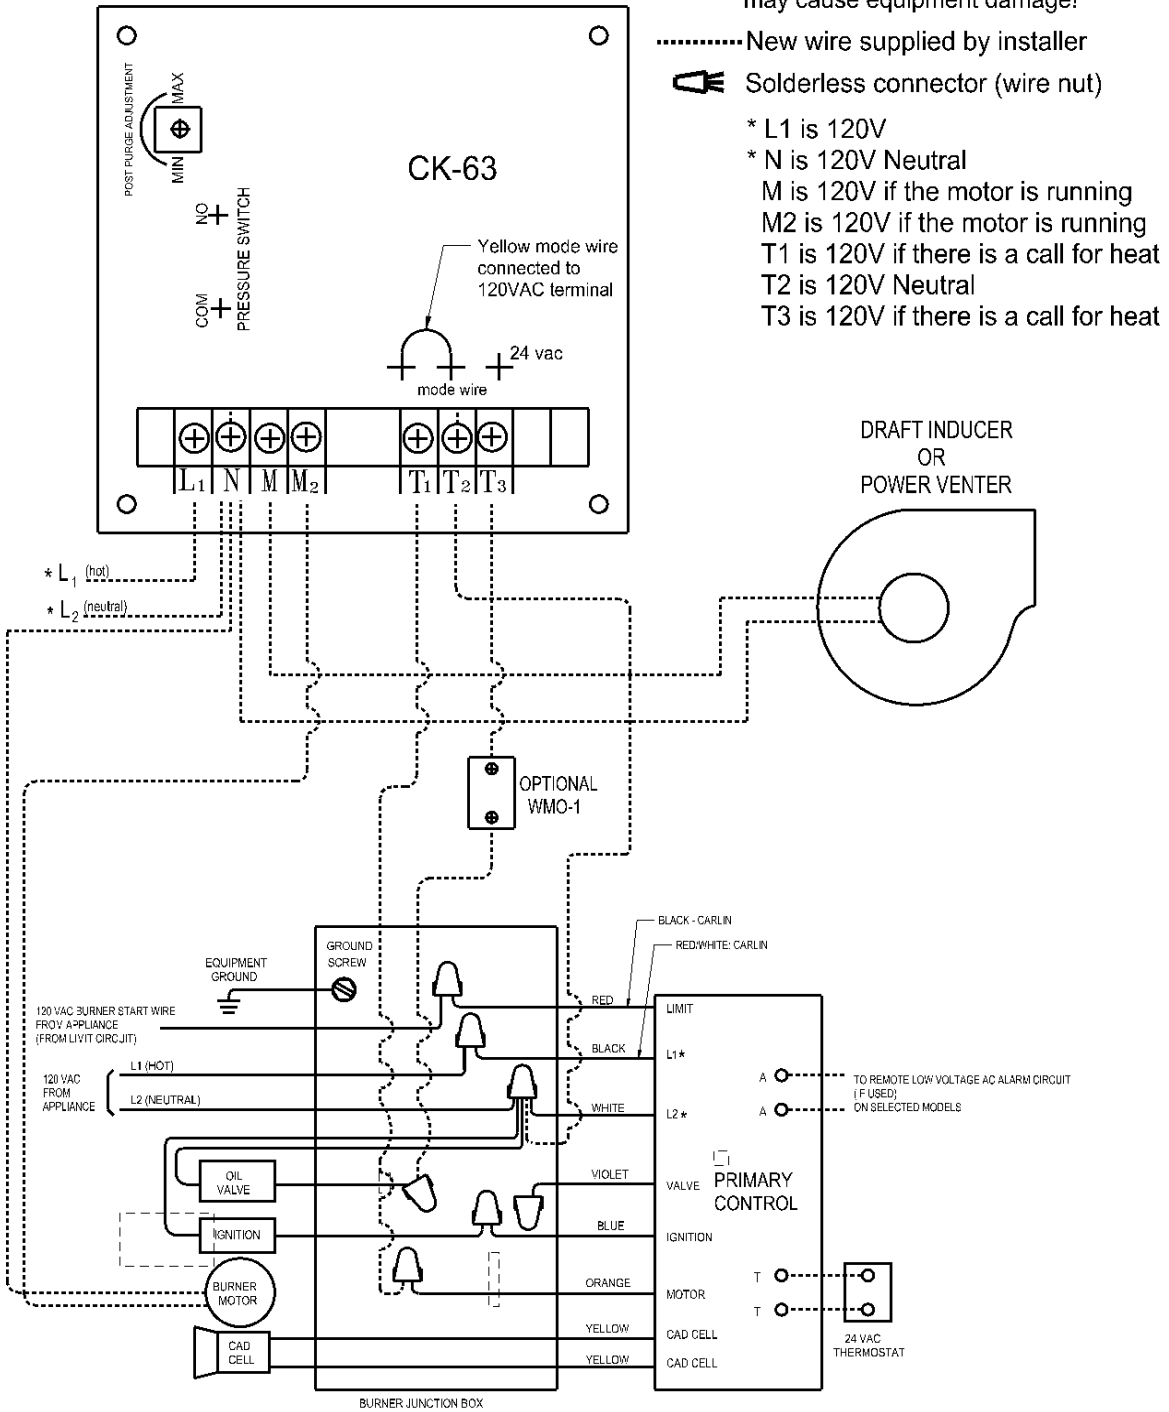 may cause equipment damage!
New wire supplied by installer
Solderless connector (wire nut)
* L1 is 120V
* N is 120V Neutral
M is 120V if the motor is running
M2 is 120V if the motor is running
T1 is 120V if there is a call for heat
T2 is 120V Neutral
T3 is 120V if there is a call for heat
POST PURGE ADJUSTMENT
MAX
MIN
CK-63
NO
COM
PRESSURE SWITCH
Yellow mode wire
connected to
120VAC terminal
24 vac
mode wire
L1 N M M2 T1 T2 T3
DRAFT INDUCER
OR
POWER VENTER
* L1 (hot)
* L2 (neutral)
OPTIONAL
WMO-1
BLACK - CARLIN
RED/WHITE: CARLIN
GROUND
SCREW
EQUIPMENT
GROUND
120 VAC BURNER START WIRE
FROV APPLIANCE
(FROM LIVIT CIRCJIT)
L1 (HOT)
120 VAC
FROM
APPLIANCE
L2 (NEUTRAL)
RED
LIMIT
BLACK
L1*
WHITE
L2*
A
A
TO REMOTE LOW VOLTAGE AC ALARM CIRCUIT
( F USED)
ON SELECTED MODELS
OIL
VALVE
VIOLET
VALVE
PRIMARY
CONTROL
IGNITION
BLUE
IGNITION
BURNER
MOTOR
ORANGE
MOTOR
T
T
24 VAC
THERMOSTAT
CAD
CELL
YELLOW
CAD CELL
YELLOW
CAD CELL
BURNER JUNCTION BOX